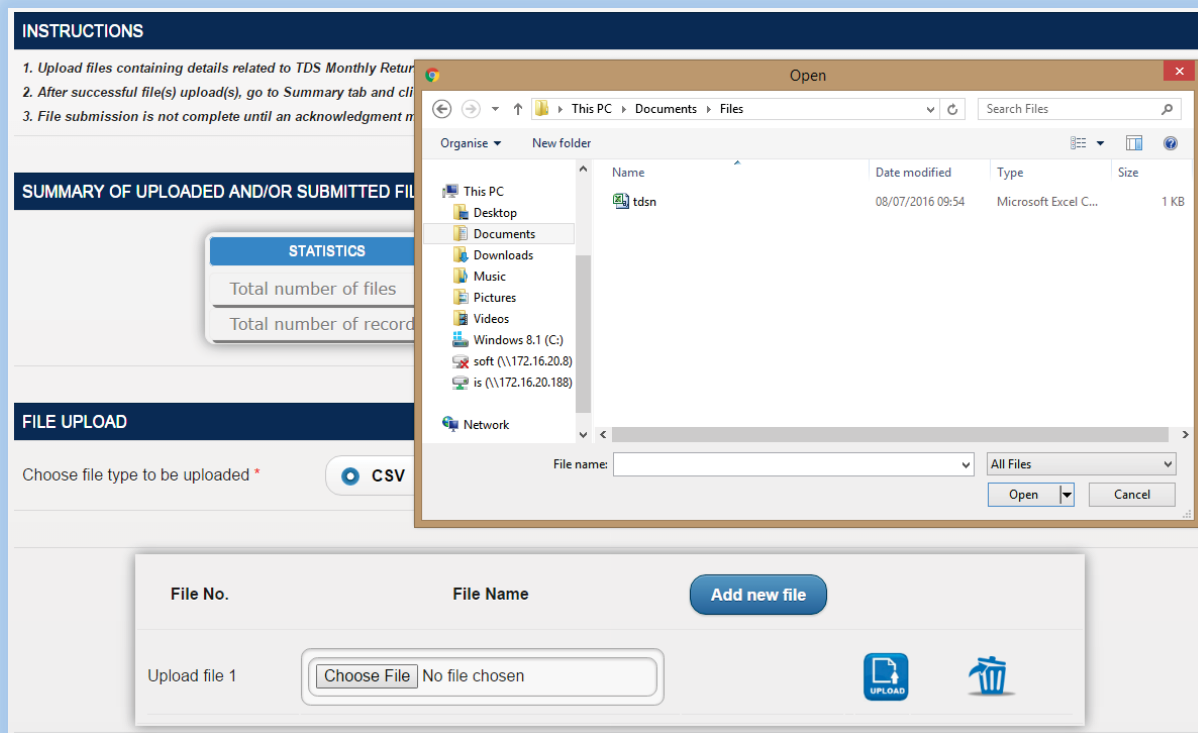 INSTRUCTIONS
1. Upload files containing details related to TDS Monthly Retur
2. After successful file(s) upload(s), go to Summary tab and cli
3. File submission is not complete until an acknowledgment m
SUMMARY OF UPLOADED AND/OR SUBMITTED FIL
STATISTICS
Total number of files
Total number of record
FILE UPLOAD
Choose file type to be uploaded *
CSV
Open
This PC
Documents
Files
Search Files
Organise
New folder
Name
Date modified
Type
Size
tdsn
08/07/2016 09:54
Microsoft Excel C...
1 KB
This PC
Desktop
Documents
Downloads
Music
Pictures
Videos
Windows 8.1 (C:)
soft (\\172.16.20.8)
is (\\172.16.20.188)
Network
File name:
All Files
Open
Cancel
File No.
File Name
Add new file
Upload file 1
Choose File
No file chosen
UPLOAD